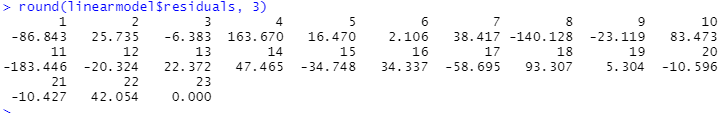 > round(linearmodel$residuals, 3)
1 2 3 4 5 6 7 8 9 10
-86.843 25.735 -6.383 163.670 16.470 2.106 38.417 -140.128 -23.119 83.473
11 12 13 14 15 16 17 18 19 20
-183.446 -20.324 22.372 47.465 -34.748 34.337 -58.695 93.307 5.304 -10.596
21 22 23
-10.427 42.054 0.000
>